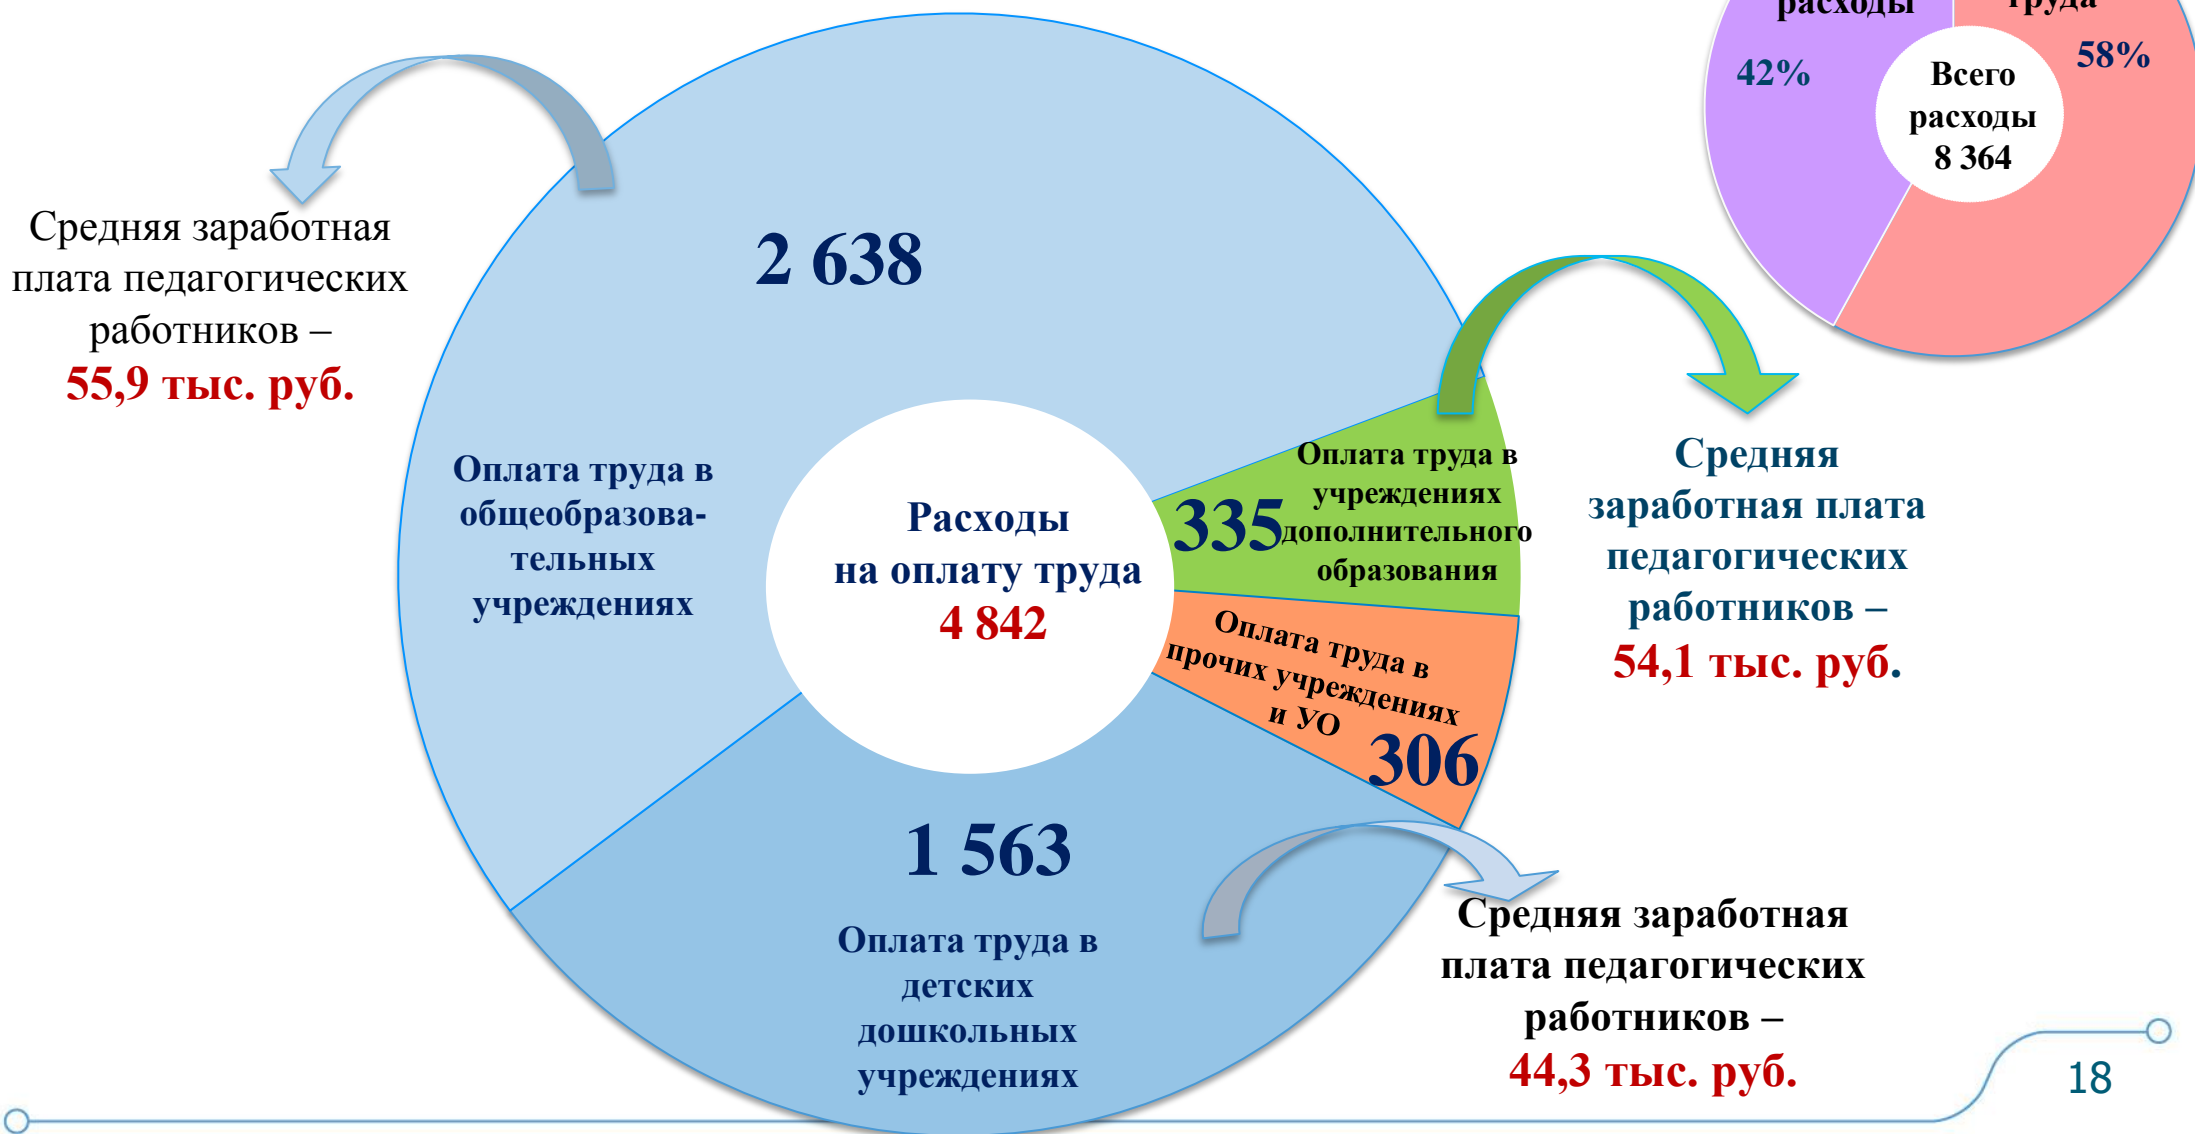 расходы
труда
42%
58%
Всего
расходы
8 364
Средняя заработная
плата педагогических
работников –
55,9 тыс. руб.
2 638
Оплата труда в
общеобразова-
тельных
учреждениях
Расходы
на оплату труда
4 842
335
Оплата труда в
учреждениях
дополнительного
образования
Средняя
заработная плата
педагогических
работников –
54,1 тыс. руб.
Оплата труда в
прочих учреждениях
и УО
306
1 563
Оплата труда в
детских
дошкольных
учреждениях
Средняя заработная
плата педагогических
работников –
44,3 тыс. руб.
18